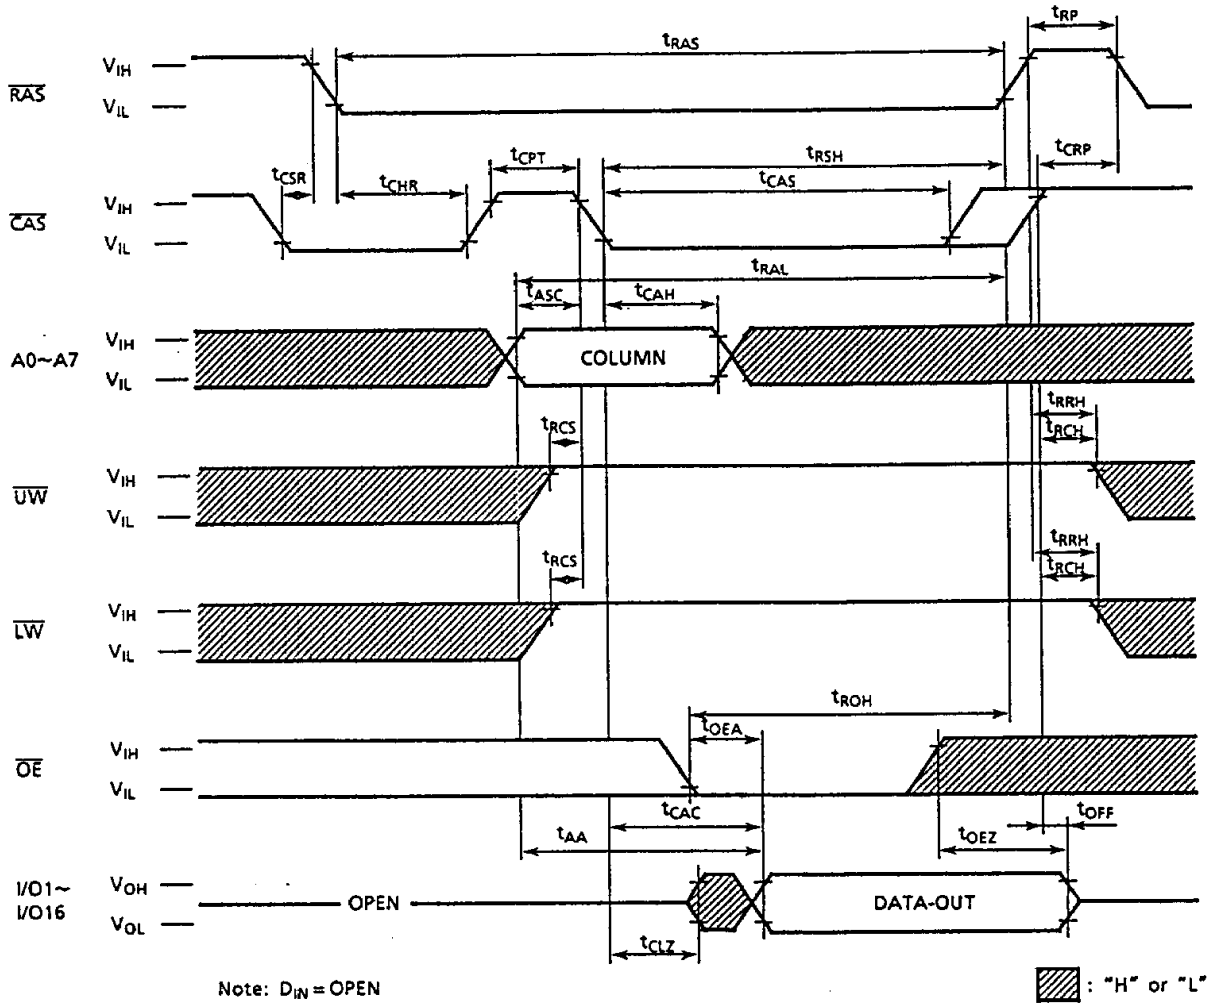 tRP
tRAS
RAS
VIH
VIL
tCPT
tRSH
tCRP
tCSR
tCHR
tCAS
CAS
VIH
VIL
tRAL
tASC
tCAH
A0~A7
VIH
VIL
COLUMN
tRRH
tRCS
tRCH
UW
VIH
VIL
tRRH
tRCS
tRCH
LW
VIH
VIL
tROH
tOEA
OE
VIH
VIL
tCAC
tOFF
tAA
tOEZ
I/O1~
I/O16
VOH
VOL
OPEN
DATA-OUT
tCLZ
Note: DIN = OPEN
: "H" or "L"